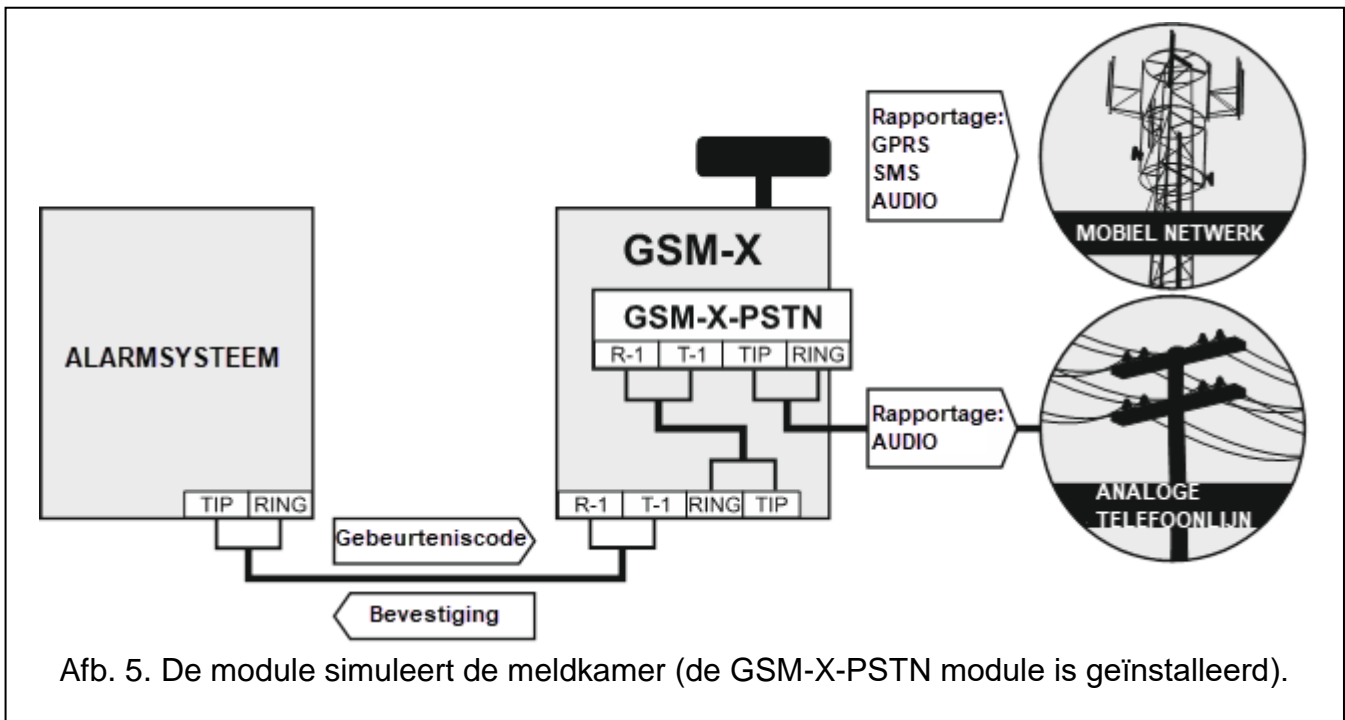 Rapportage:
GPRS
SMS
AUDIO
MOBIEL NETWERK
GSM-X
GSM-X-PSTN
R-1 T-1 TIP RING
ALARMSYSTEEM
Rapportage:
AUDIO
ANALOGE
TELEFOONLIJN
TIP RING
R-1 T-1 RING TIP
Gebeurteniscode
Bevestiging
Afb. 5. De module simuleert de meldkamer (de GSM-X-PSTN module is geïnstalleerd).